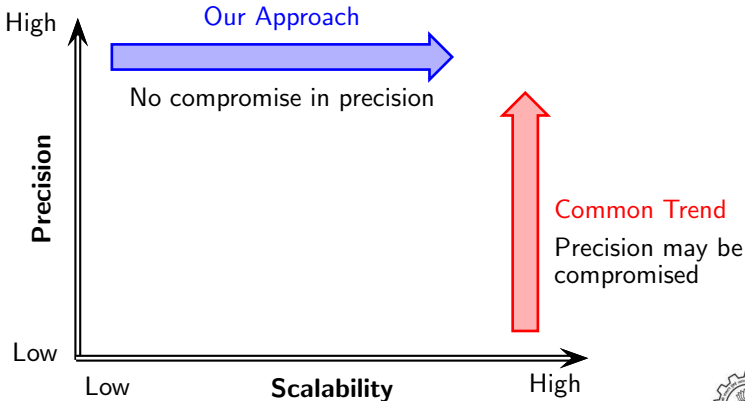 High
Our Approach
No compromise in precision
Precision
Common Trend
Precision may be
compromised
Low
Low
Scalability
High